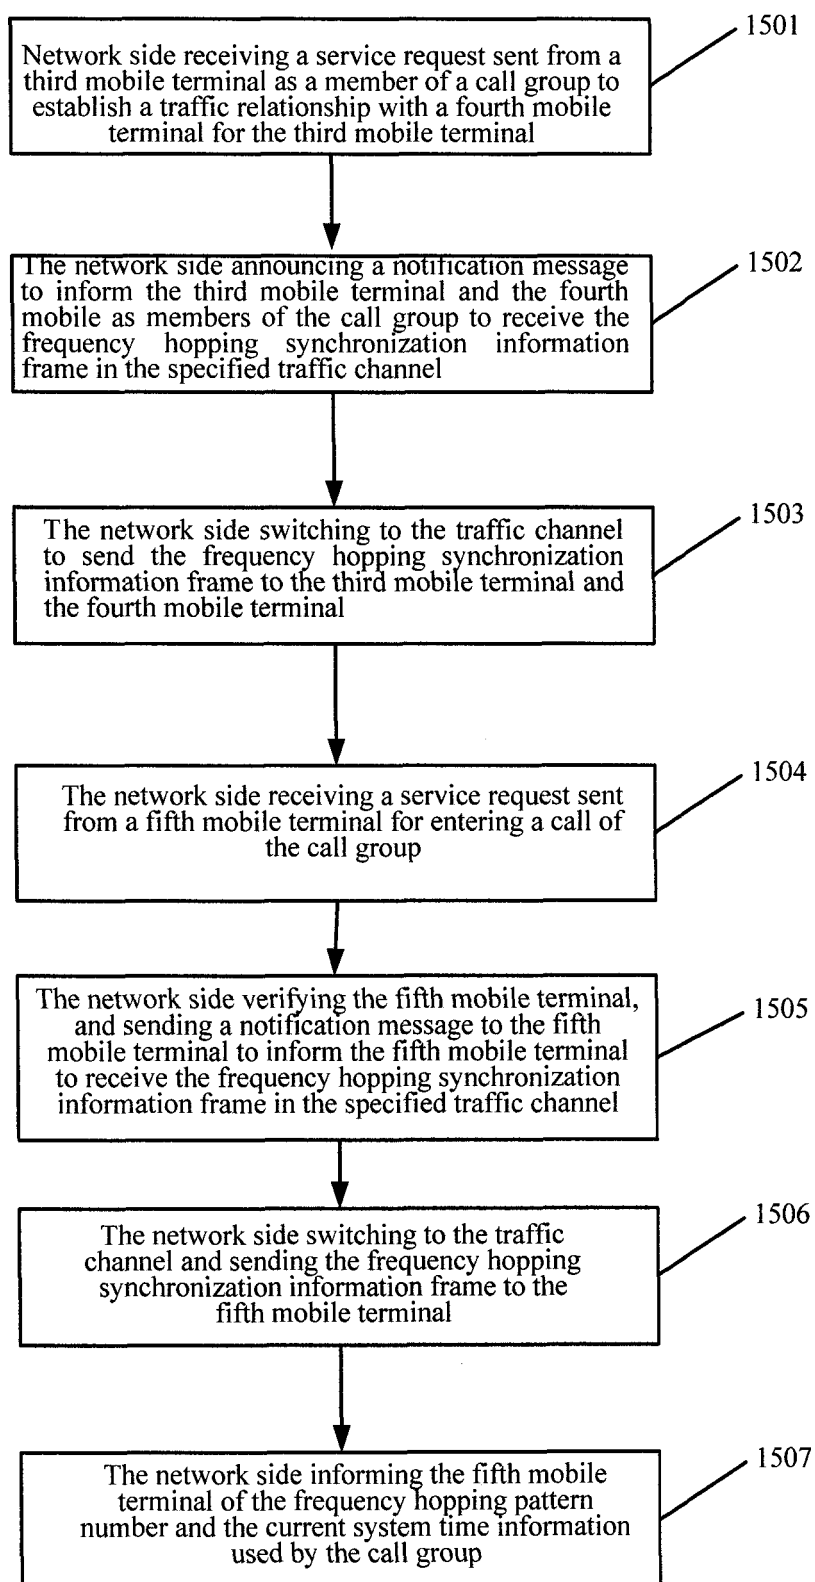 1501
Network side receiving a service request sent from a
third mobile terminal as a member of a call group to
establish a traffic relationship with a fourth mobile
terminal for the third mobile terminal
1502
The network side announcing a notification message
to inform the third mobile terminal and the fourth
mobile as members of the call group to receive the
frequency hopping synchronization information
frame in the specified traffic channel
1503
The network side switching to the traffic channel
to send the frequency hopping synchronization
information frame to the third mobile terminal and
the fourth mobile terminal
1504
The network side receiving a service request sent
from a fifth mobile terminal for entering a call of
the call group
1505
The network side verifying the fifth mobile terminal,
and sending a notification message to the fifth
mobile terminal to inform the fifth mobile terminal
to receive the frequency hopping synchronization
information frame in the specified traffic channel
1506
The network side switching to the traffic
channel and sending the frequency hopping
synchronization information frame to the
fifth mobile terminal
1507
The network side informing the fifth mobile
terminal of the frequency hopping pattern
number and the current system time information
used by the call group